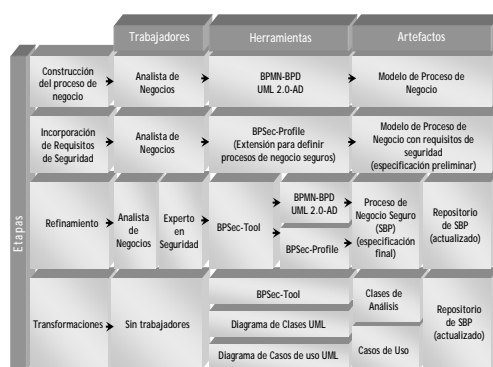 Trabajadores
Herramientas
Artefactos
Etapas
Construcción
del proceso de
negocio
Analista de
Negocios
BPMN-BPD
UML 2.0-AD
Modelo de Proceso de
Negocio
Incorporación
de Requisitos
de Seguridad
Analista de
Negocios
BPSec-Profile
(Extensión para definir
procesos de negocio seguros)
Modelo de Proceso de
Negocio con requisitos de
seguridad
(especificación preliminar)
Refinamiento
Analista
de
Negocios
Experto
en
Seguridad
BPSec-Tool
BPMN-BPD
UML 2.0-AD
BPSec-Profile
Proceso de
Negocio Seguro
(SBP)
(especificación
final)
Repositorio
de SBP
(actualizado)
Transformaciones
Sin trabajadores
BPSec-Tool
Diagrama de Clases UML
Diagrama de Casos de uso UML
Clases de
Análisis
Casos de Uso
Repositorio
de SBP
(actualizado)